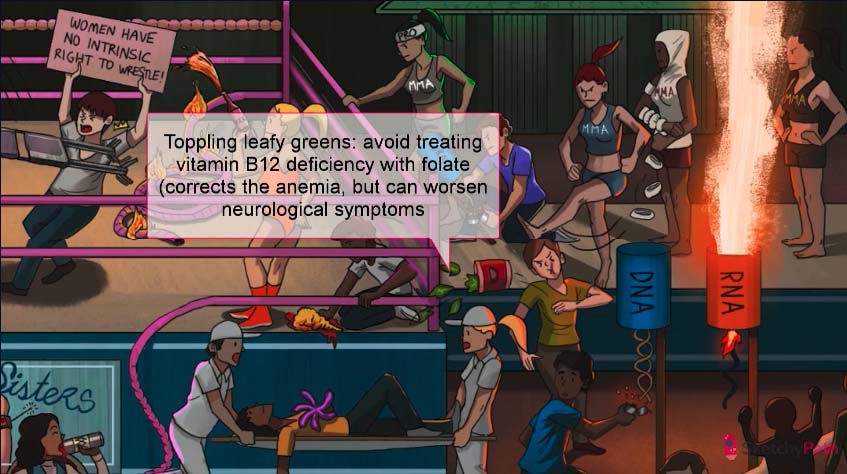 WOMEN HAVE
NO INTRINSIC
RIGHT TO WRESTLE!
PRO
MMA
MMA
MMA
MMA
Toppling leafy greens: avoid treating
vitamin B12 deficiency with folate
(corrects the anemia, but can worsen
neurological symptoms
DNA
RNA
Sisters
SketchyPath